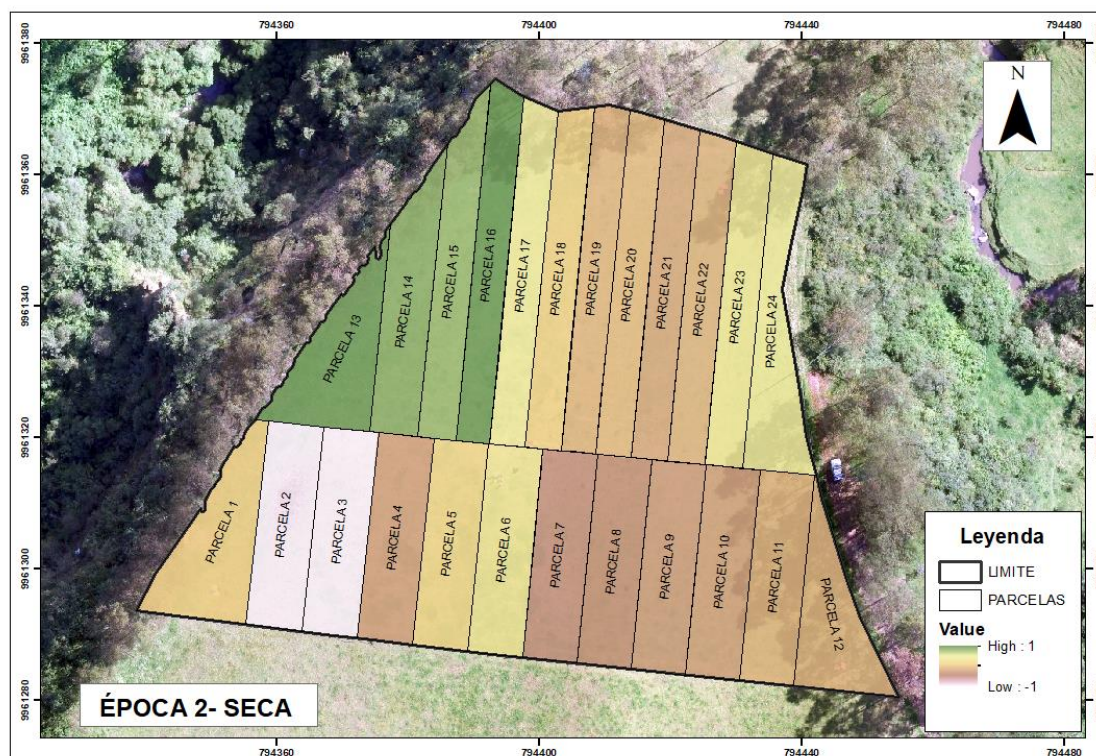 794360 794400 794440 794480
9961380
9961360
9961340
9961320
9961300
9961280
N
PARCELA 13
PARCELA 14
PARCELA 15
PARCELA 16
PARCELA 17
PARCELA 18
PARCELA 19
PARCELA 20
PARCELA 21
PARCELA 22
PARCELA 23
PARCELA 24
PARCELA 1
PARCELA 2
PARCELA 3
PARCELA 4
PARCELA 5
PARCELA 6
PARCELA 7
PARCELA 8
PARCELA 9
PARCELA 10
PARCELA 11
PARCELA 12
Leyenda
LIMITE
PARCELAS
Value
High : 1
Low : -1
ÉPOCA 2- SECA
794360 794400 794440 794480